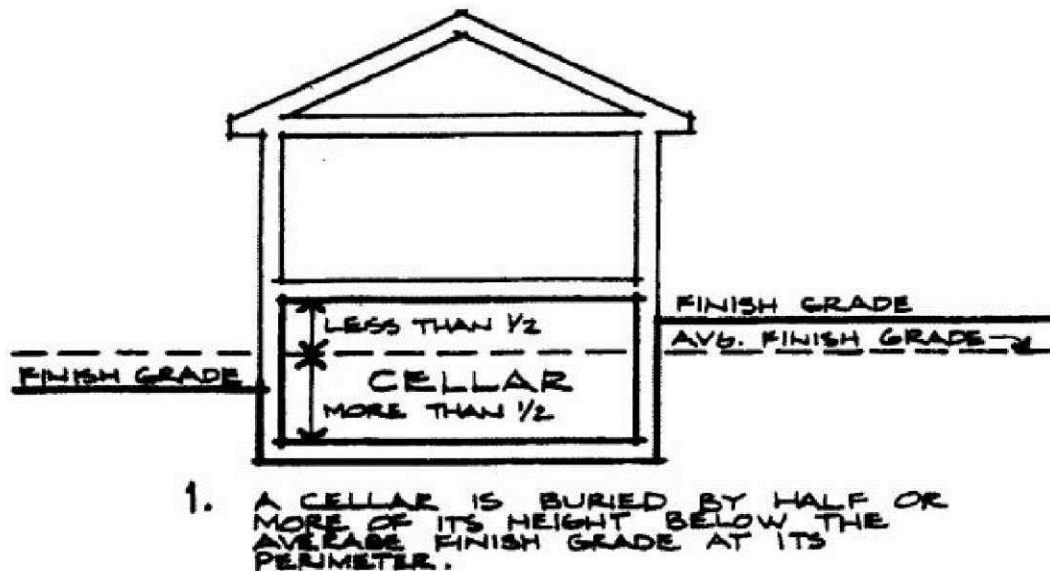 FINISH GRADE
LESS THAN 1/2
AVG. FINISH GRADE
FINISH GRADE
CELLAR
MORE THAN 1/2
1. A CELLAR IS BURIED BY HALF OR
MORE OF ITS HEIGHT BELOW THE
AVERAGE FINISH GRADE AT ITS
PERIMETER.